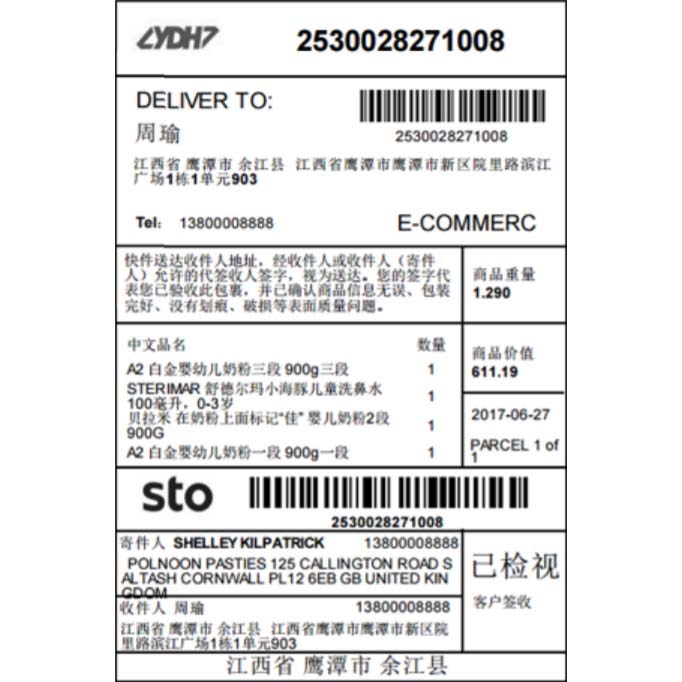 LYDH7
2530028271008
DELIVER TO:
周瑜
2530028271008
江西省 鹰潭市 余江县 江西省鹰潭市鹰潭市新区院里路滨江
广场1栋1单元903
Tel: 13800008888
E-COMMERC
快件送达收件人地址，经收件人或收件人（寄件
人）允许的代签收人签字，视为送达。您的签字代
表您已验收此包裹，并已确认商品信息无误、包装
完好、没有划痕、破损等表面质量问题。
商品重量
1.290
中文品名 数量
A2 白金婴幼儿奶粉三段 900g三段 1
STERIMAR 舒德尔玛小海豚儿童洗鼻水
100毫升，0-3岁 1
贝拉米 在奶粉上面标记“佳” 婴儿奶粉2段
900G 1
A2 白金婴幼儿奶粉一段 900g一段 1
商品价值
611.19
2017-06-27
PARCEL 1 of
1
sto
2530028271008
寄件人 SHELLEY KILPATRICK 13800008888
POLNOON PASTIES 125 CALLINGTON ROAD S
ALTASH CORNWALL PL12 6EB GB UNITED KIN
GDOM
收件人 周瑜 13800008888
江西省 鹰潭市 余江县 江西省鹰潭市鹰潭市新区院
里路滨江广场1栋1单元903
已检视
客户签收
江西省 鹰潭市 余江县